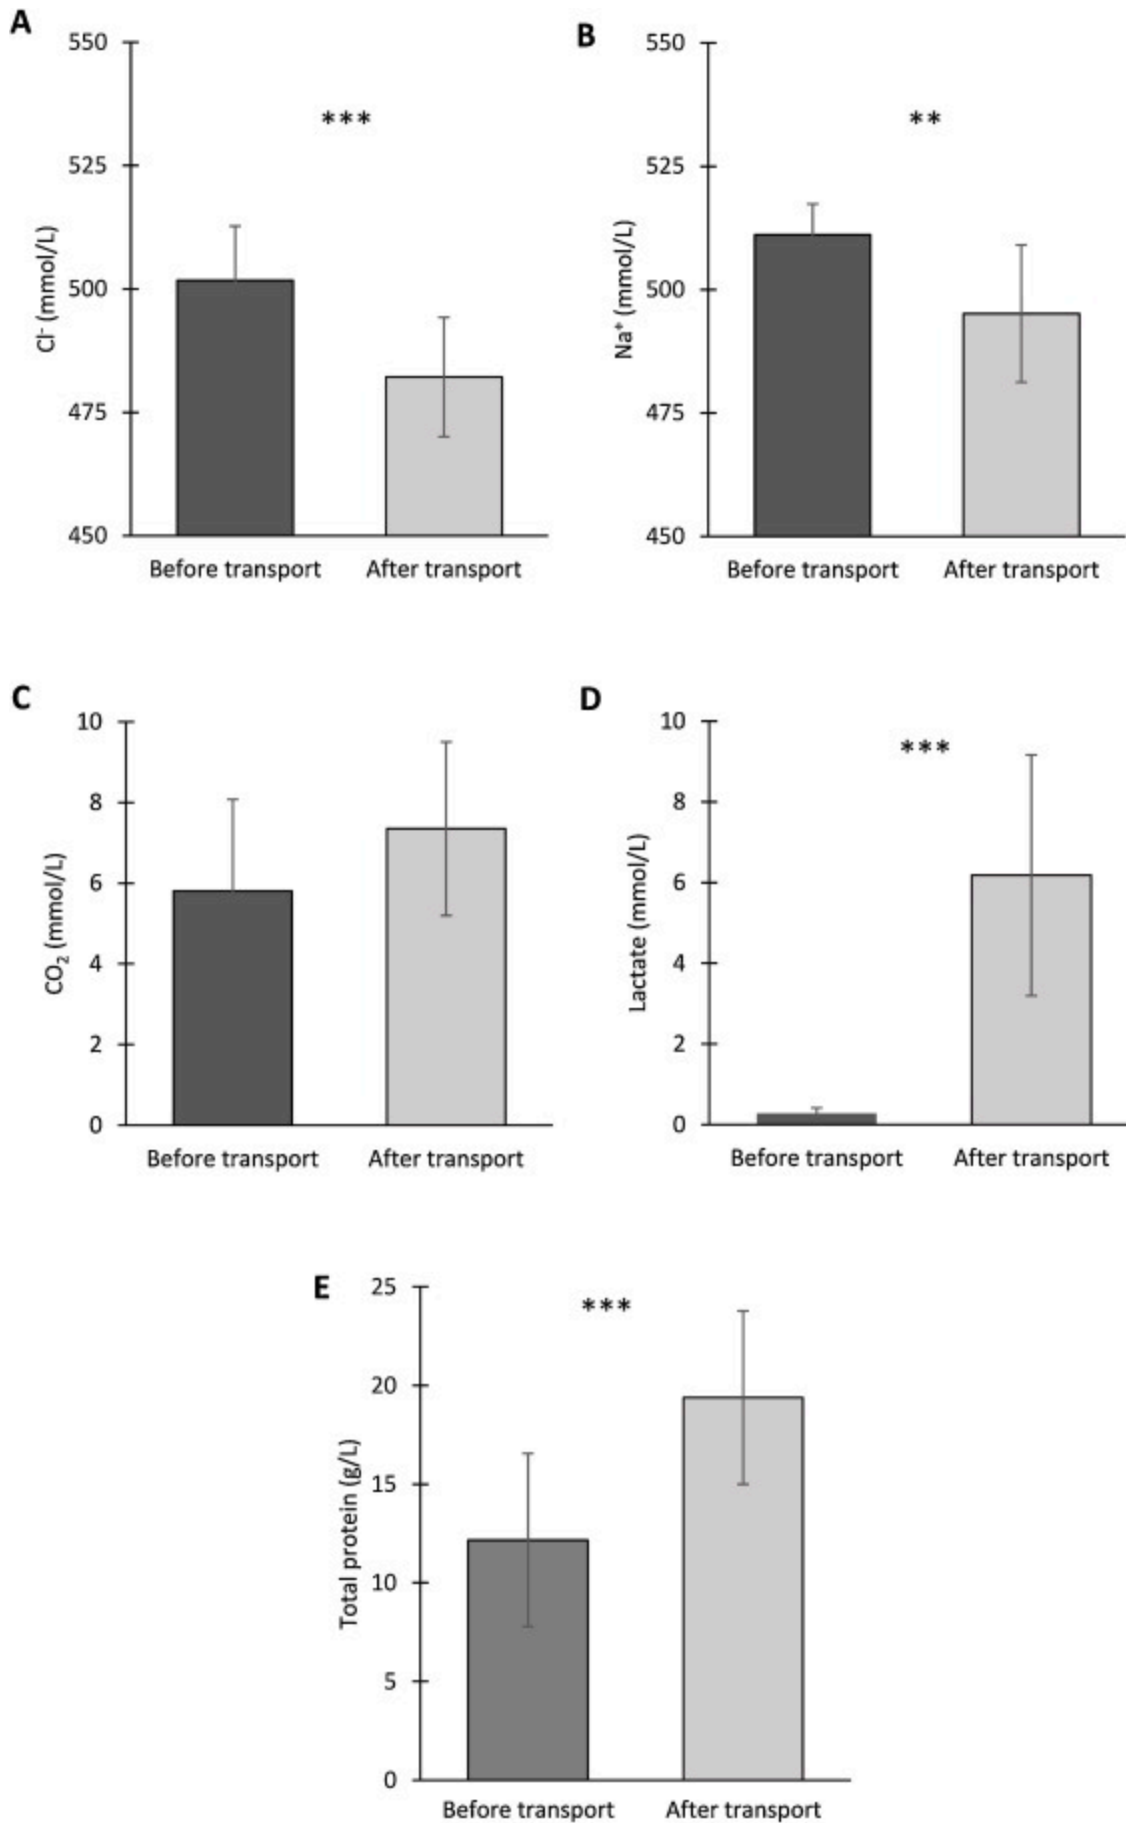 A
550
525
500
475
450
Cl⁻ (mmol/L)
***
Before transport
After transport
B
550
525
500
475
450
Na⁺ (mmol/L)
**
Before transport
After transport
C
10
8
6
4
2
0
CO₂ (mmol/L)
Before transport
After transport
D
10
8
6
4
2
0
Lactate (mmol/L)
***
Before transport
After transport
E
25
20
15
10
5
0
Total protein (g/L)
***
Before transport
After transport